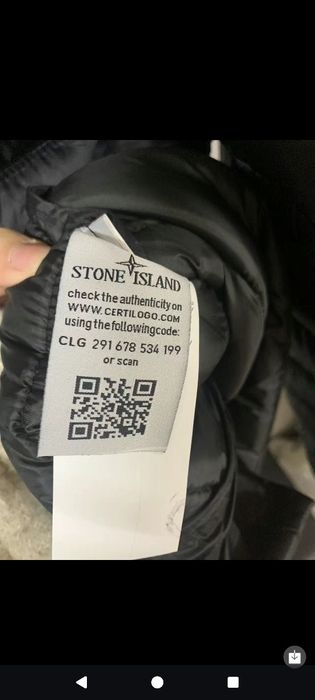 STONE ISLAND
check the authenticity on
WWW.CERTILOGO.COM
using the following code:
CLG 291 678 534 199
or scan